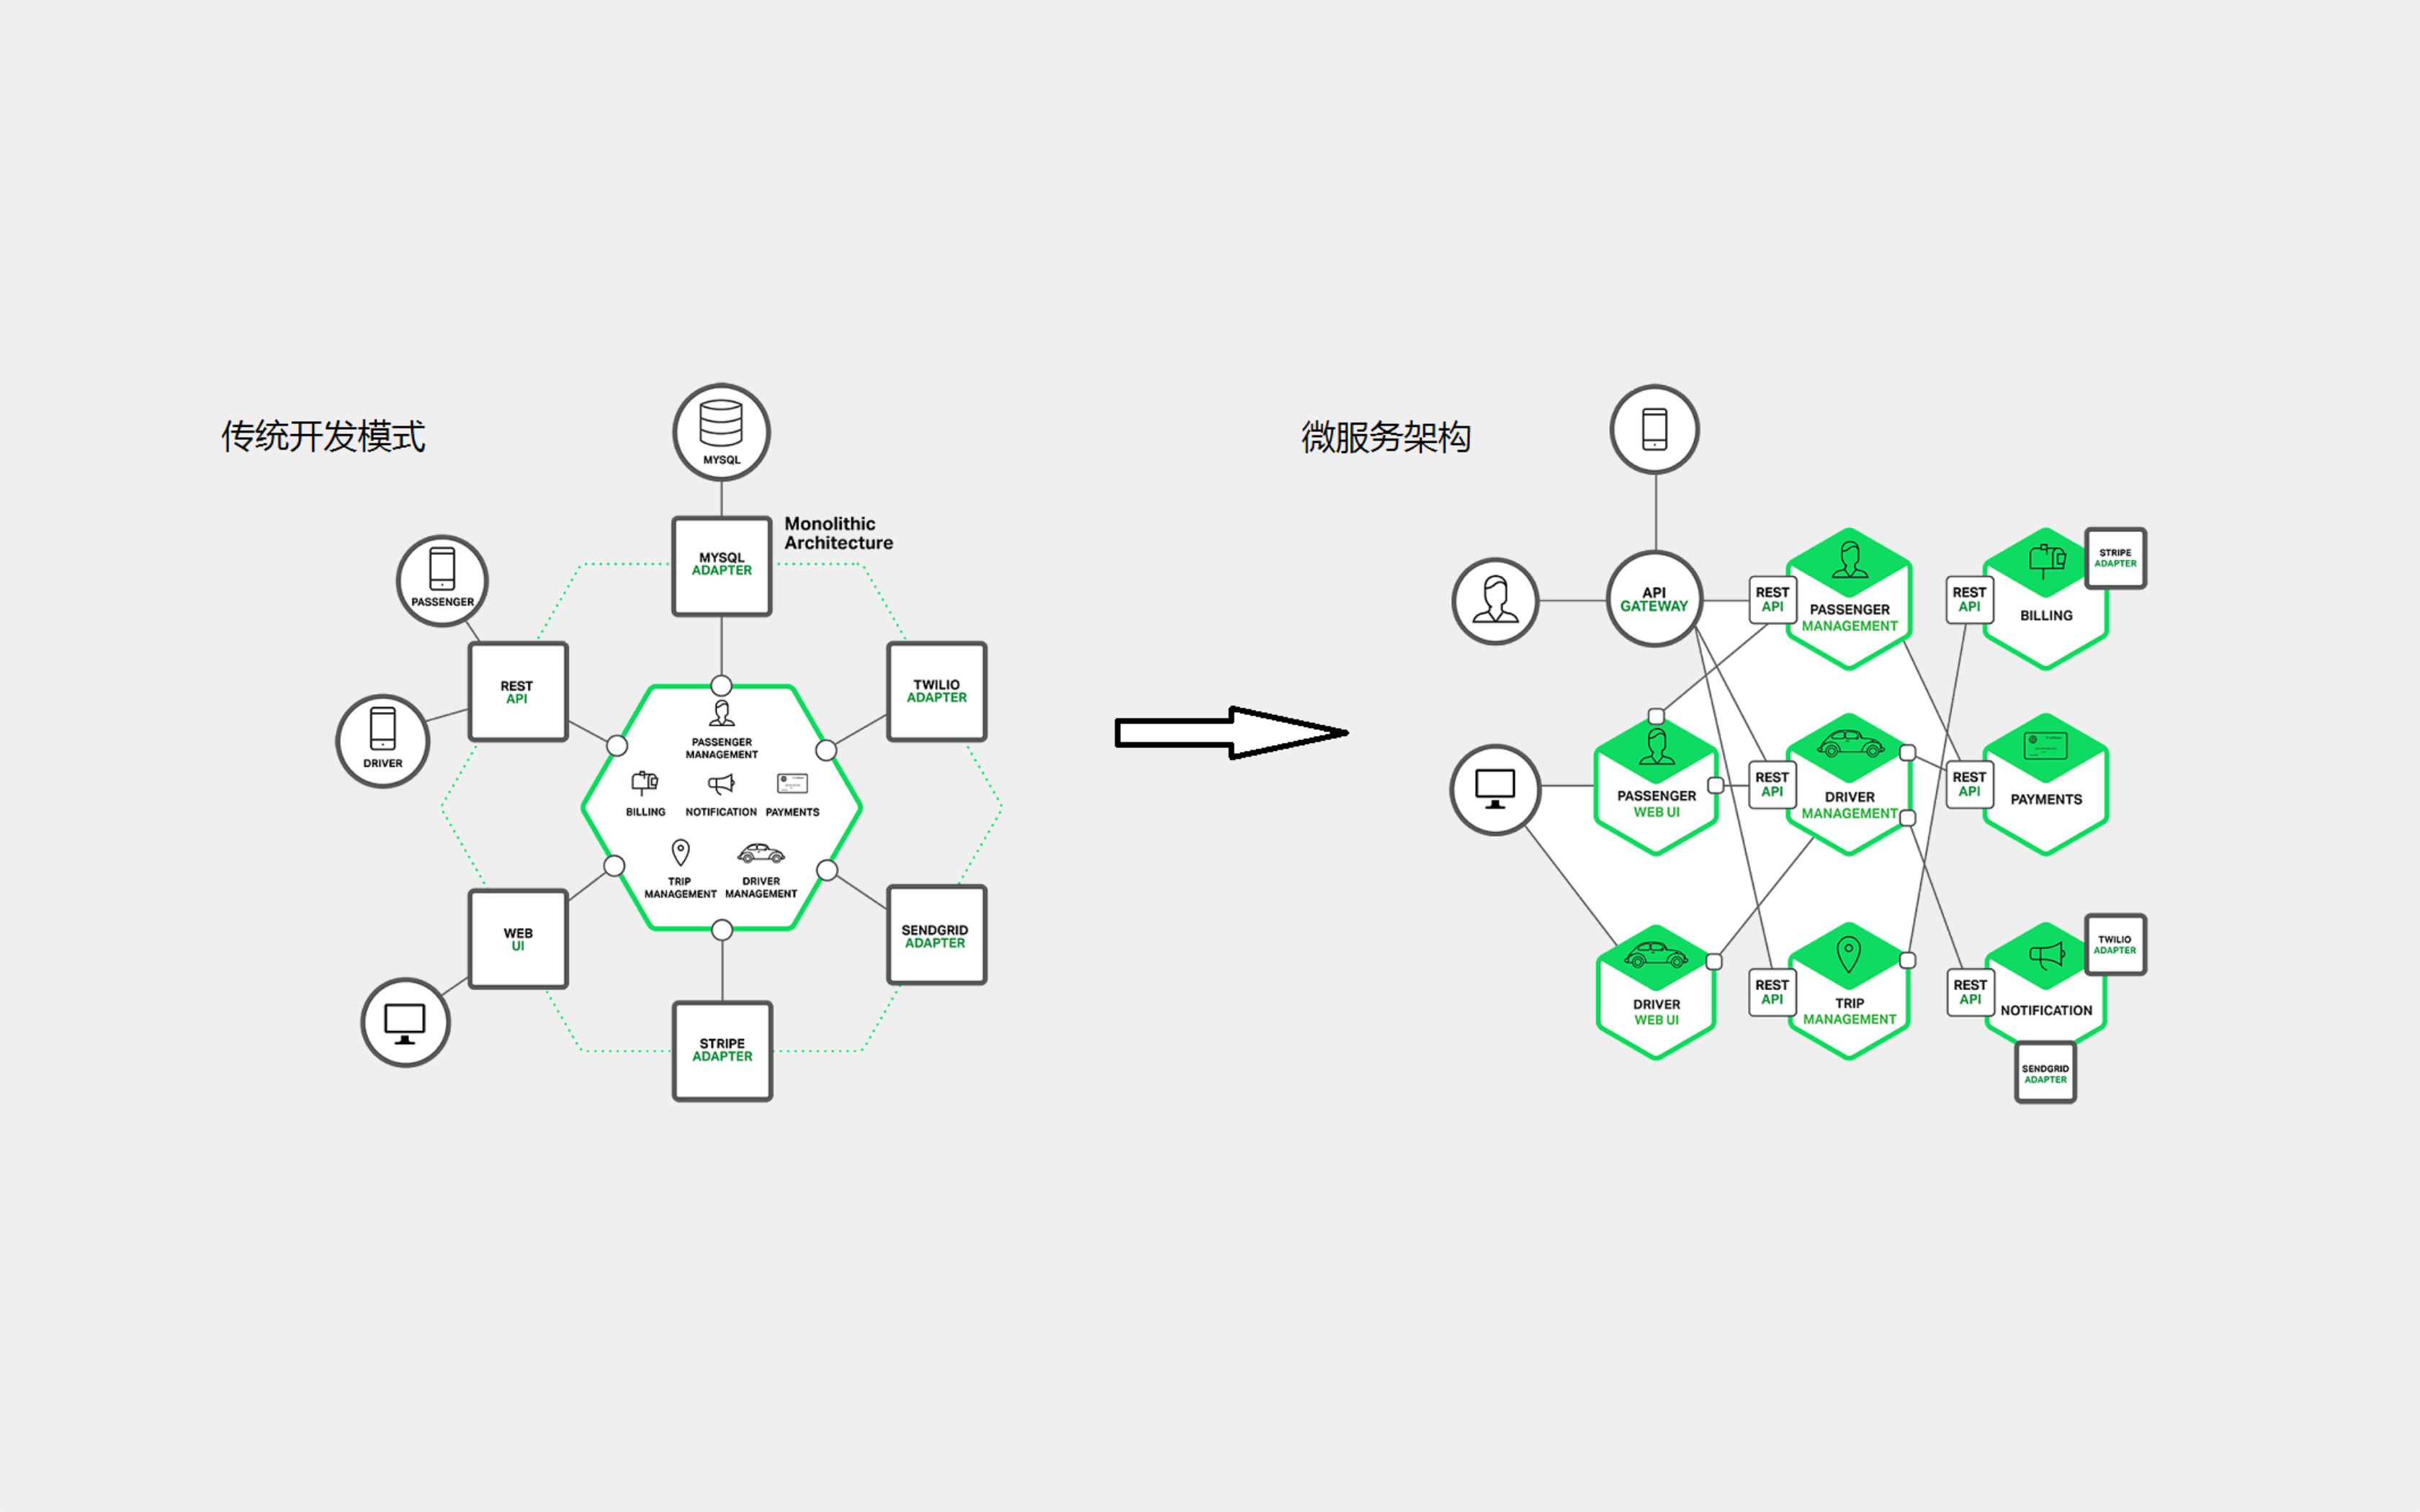 传统开发模式
MYSQL
Monolithic
Architecture
MYSQL
ADAPTER
PASSENGER
REST
API
TWILIO
ADAPTER
DRIVER
PASSENGER
MANAGEMENT
BILLING
NOTIFICATION
PAYMENTS
TRIP
MANAGEMENT
DRIVER
MANAGEMENT
WEB
UI
SENDGRID
ADAPTER
STRIPE
ADAPTER
微服务架构
API
GATEWAY
REST
API
PASSENGER
MANAGEMENT
REST
API
BILLING
STRIPE
ADAPTER
PASSENGER
WEB UI
REST
API
DRIVER
MANAGEMENT
REST
API
PAYMENTS
DRIVER
WEB UI
REST
API
TRIP
MANAGEMENT
REST
API
NOTIFICATION
TWILIO
ADAPTER
SENDGRID
ADAPTER